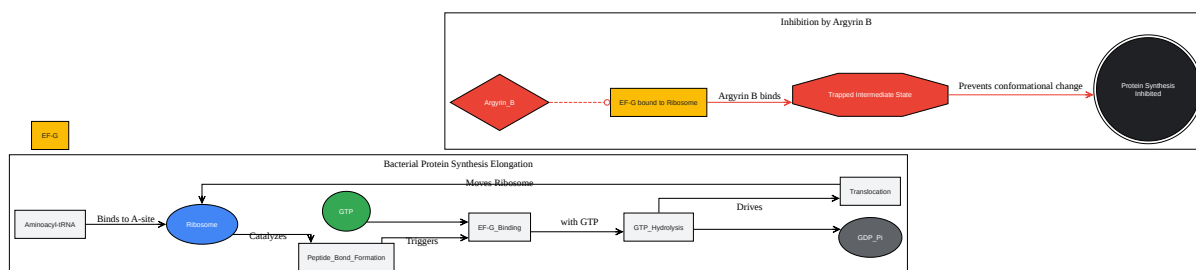 Inhibition by Argyrin B
Argyrin_B
EF-G bound to Ribosome
Argyrin B binds
Trapped Intermediate State
Prevents conformational change
Protein Synthesis
Inhibited
EF-G
Bacterial Protein Synthesis Elongation
Moves Ribosome
Aminoacyl-tRNA
Binds to A-site
Ribosome
Catalyzes
GTP
Peptide_Bond_Formation
Triggers
EF-G_Binding
with GTP
GTP_Hydrolysis
Drives
Translocation
GDP_Pi